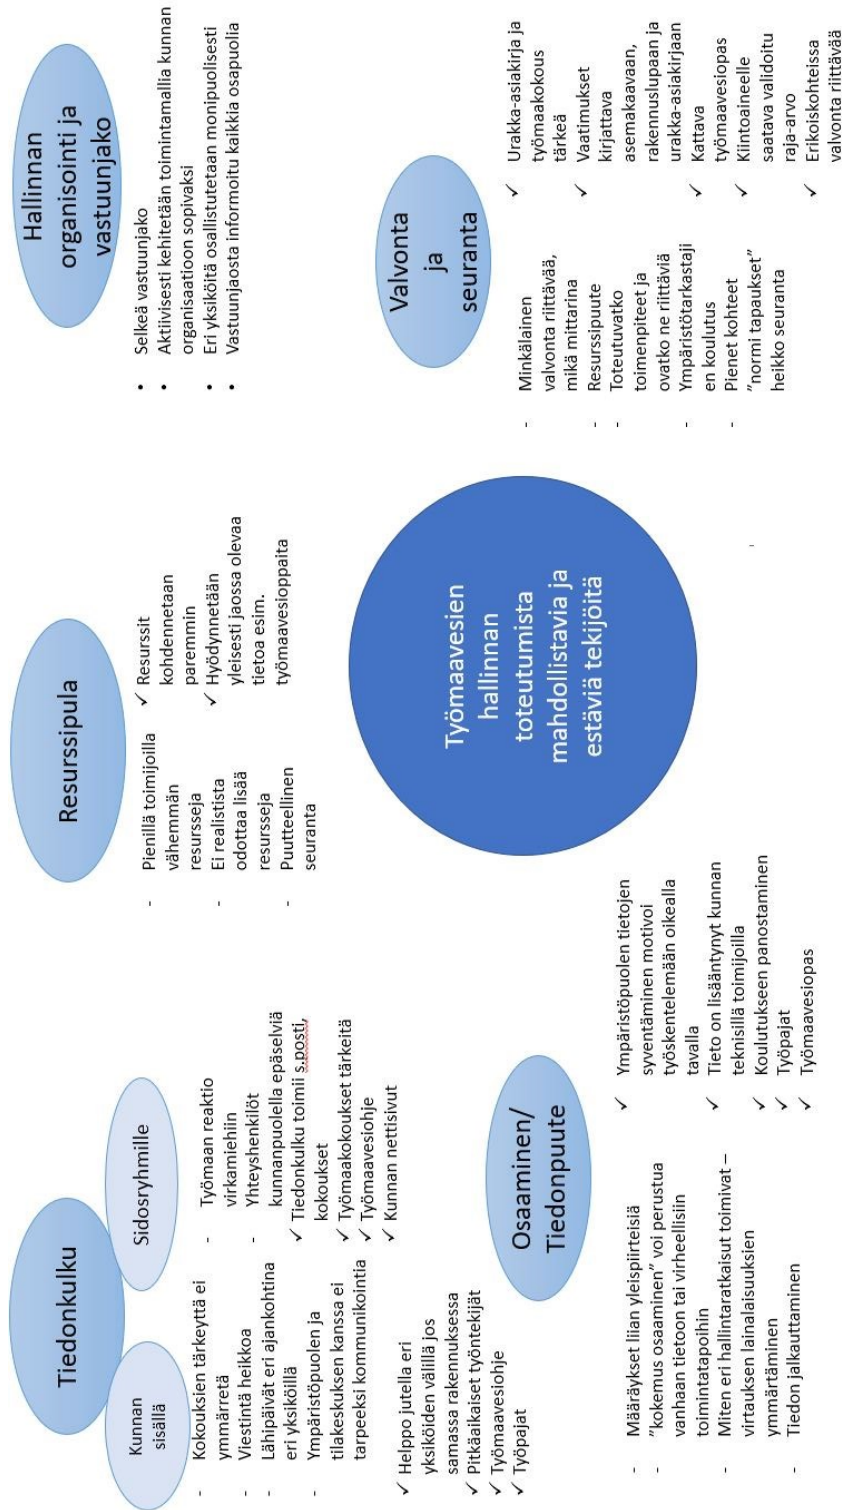 Tiedonkulku
Kunnan
sisällä
Sidosryhmille
- Kokouksien tärkeyttä ei
ymmärretä
- Viestintä heikkoa
- Lähipäivät eri ajankohtina
eri yksiköillä
- Ympäristöpuolen ja
tilakeskuksen kanssa ei
tarpeeksi kommunikointia
✓ Helppo jutella eri
yksiköiden välillä jos
samassa rakennuksessa
✓ Pitkäaikaiset työntekijät
✓ Työmaavesiohje
✓ Työpajat
- Työmaan reaktio
virkamiehiin
- Yhteyshenkilöt
kunnanpuolella epäselviä
✓ Tiedonkulku toimii s.posti,
kokoukset
✓ Työmaakokoukset tärkeitä
✓ Työmaavesiohje
✓ Kunnan nettisivut
Resurssipula
- Pienillä toimijoilla
vähemmän
resursseja
- Ei realistista
odottaa lisää
resursseja
- Puutteellinen
seuranta
✓ Resurssit
kohdennetaan
paremmin
✓ Hyödynnetään
yleisesti jaossa olevaa
tietoa esim.
työmaavesioppaita
Hallinnan
organisointi ja
vastuunjako
• Selkeä vastuunjako
• Aktiivisesti kehitetään toimintamallia kunnan
organisaatioon sopivaksi
• Eri yksiköitä osallistutetaan monipuolisesti
• Vastuunjaosta informoitu kaikkia osapuolia
Työmaavesien
hallinnan
toteutumista
mahdollistavia ja
estäviä tekijöitä
Osaaminen/
Tiedonpuute
- Määräykset liian yleispiirteisiä
- "kokemus osaaminen" voi perustua
vanhaan tietoon tai virheellisiin
toimintatapoihin
- Miten eri hallintaratkaisut toimivat –
virtauksen lainalaisuuksien
ymmärtäminen
- Tiedon jalkauttaminen
✓ Ympäristöpuolen tietojen
syventäminen motivoi
työskentelemään oikealla
tavalla
✓ Tieto on lisääntynyt kunnan
teknisillä toimijoilla
✓ Koulutukseen panostaminen
✓ Työpajat
✓ Työmaavesiopas
Valvonta
ja
seuranta
- Minkälainen
valvonta riittävää,
mikä mittarina
- Resurssipuute
- Toteutuvatko
toimenpiteet ja
ovatko ne riittäviä
- Ympäristötarkastaji
en koulutus
- Pienet kohteet
"normi tapaukset"
heikko seuranta
✓ Urakka-asiakirja ja
työmaakokous
tärkeä
✓ Vaatimukset
kirjattava
asemakaavaan,
rakennuslupaan ja
urakka-asiakirjaan
✓ Kattava
työmaavesiopas
✓ Kiintoaineelle
saatava validoitu
raja-arvo
✓ Erikoiskohteissa
valvonta riittävää